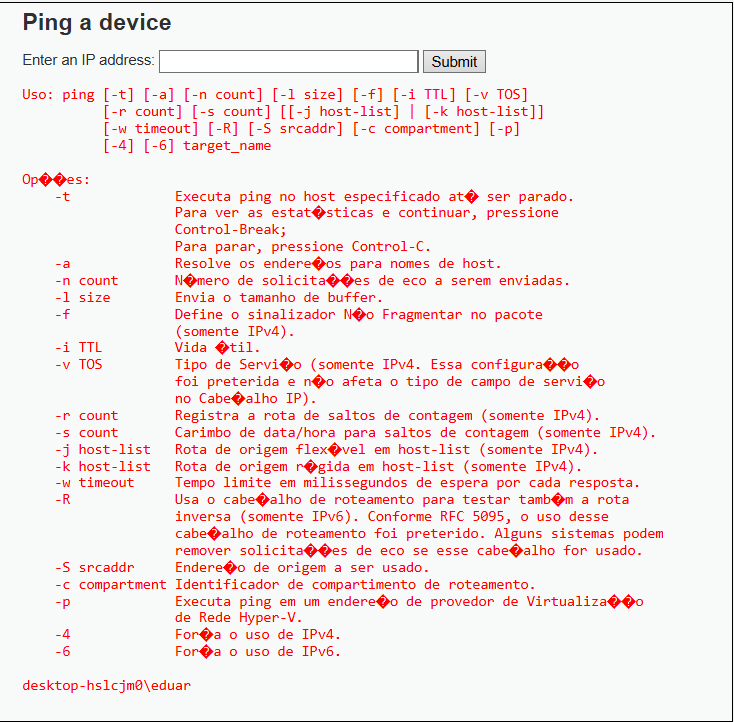 Ping a device
Enter an IP address: Submit
Uso: ping [-t] [-a] [-n count] [-l size] [-f] [-i TTL] [-v TOS]
[-r count] [-s count] [[-j host-list] | [-k host-list]]
[-w timeout] [-R] [-S srcaddr] [-c compartment] [-p]
[-4] [-6] target_name
Op��es:
-t Executa ping no host especificado at� ser parado.
Para ver as estat�sticas e continuar, pressione
Control-Break;
Para parar, pressione Control-C.
-a Resolve os endere�os para nomes de host.
-n count N�mero de solicita��es de eco a serem enviadas.
-l size Envia o tamanho de buffer.
-f Define o sinalizador N�o Fragmentar no pacote
(somente IPv4).
-i TTL Vida �til.
-v TOS Tipo de Servi�o (somente IPv4. Essa configura��o
foi preterida e n�o afeta o tipo de campo de servi�o
no Cabe�alho IP).
-r count Registra a rota de saltos de contagem (somente IPv4).
-s count Carimbo de data/hora para saltos de contagem (somente IPv4).
-j host-list Rota de origem flex�vel em host-list (somente IPv4).
-k host-list Rota de origem r�gida em host-list (somente IPv4).
-w timeout Tempo limite em milissegundos de espera por cada resposta.
-R Usa o cabe�alho de roteamento para testar tamb�m a rota
inversa (somente IPv6). Conforme RFC 5095, o uso desse
cabe�alho de roteamento foi preterido. Alguns sistemas podem
remover solicita��es de eco se esse cabe�alho for usado.
-S srcaddr Endere�o de origem a ser usado.
-c compartment Identificador de compartimento de roteamento.
-p Executa ping em um endere�o de provedor de Virtualiza��o
de Rede Hyper-V.
-4 For�a o uso de IPv4.
-6 For�a o uso de IPv6.
desktop-hslcjm0\eduar